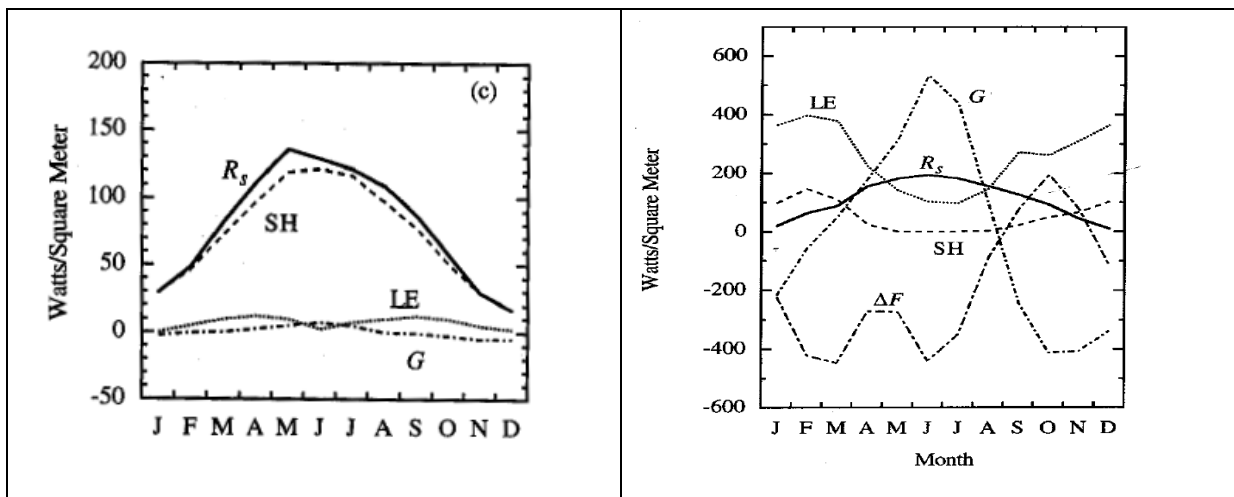 200
(c)
150
100
50
0
-50
Watts/Square Meter
R_s
SH
LE
G
J F M A M J J A S O N D
600
400
200
0
-200
-400
-600
Watts/Square Meter
LE
G
R_s
SH
ΔF
J F M A M J J A S O N D
Month